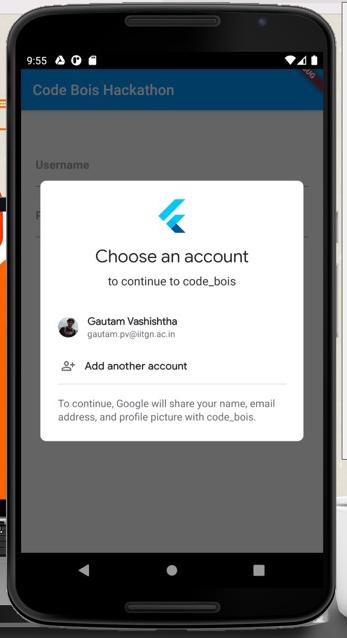 9:55
UG
Code Bois Hackathon
Username
Choose an account
to continue to code_bois
Gautam Vashishtha
gautam.pv@iitgn.ac.in
Add another account
To continue, Google will share your name, email
address, and profile picture with code_bois.